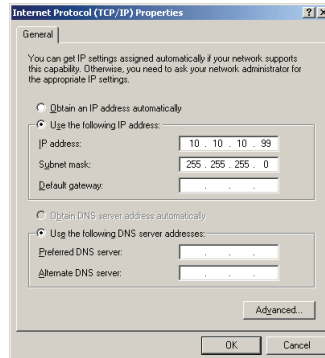 Internet Protocol (TCP/IP) Properties
General
You can get IP settings assigned automatically if your network supports
this capability. Otherwise, you need to ask your network administrator for
the appropriate IP settings.
Obtain an IP address automatically
Use the following IP address:
IP address: 10 . 10 . 10 . 99
Subnet mask: 255 . 255 . 255 . 0
Default gateway: . . .
Obtain DNS server address automatically
Use the following DNS server addresses:
Preferred DNS server: . . .
Alternate DNS server: . . .
Advanced...
OK Cancel